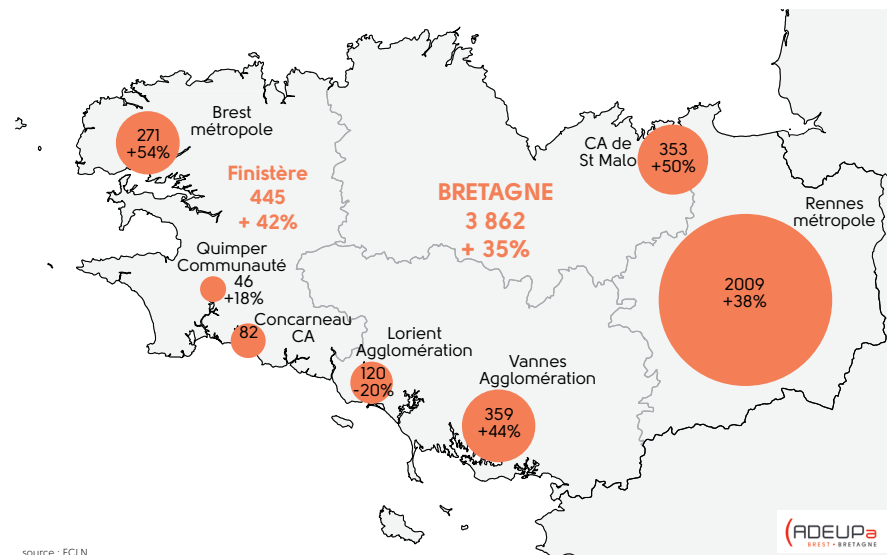 Brest
métropole
271
+54%
Finistère
445
+ 42%
BRETAGNE
3 862
+ 35%
CA de
St Malo
353
+50%
Rennes
métropole
2009
+38%
Quimper
Communauté
46
+18%
Concarneau
CA
82
Lorient
Agglomération
120
-20%
Vannes
Agglomération
359
+44%
source : ECLN
ADEUPa
BREST • BRETAGNE